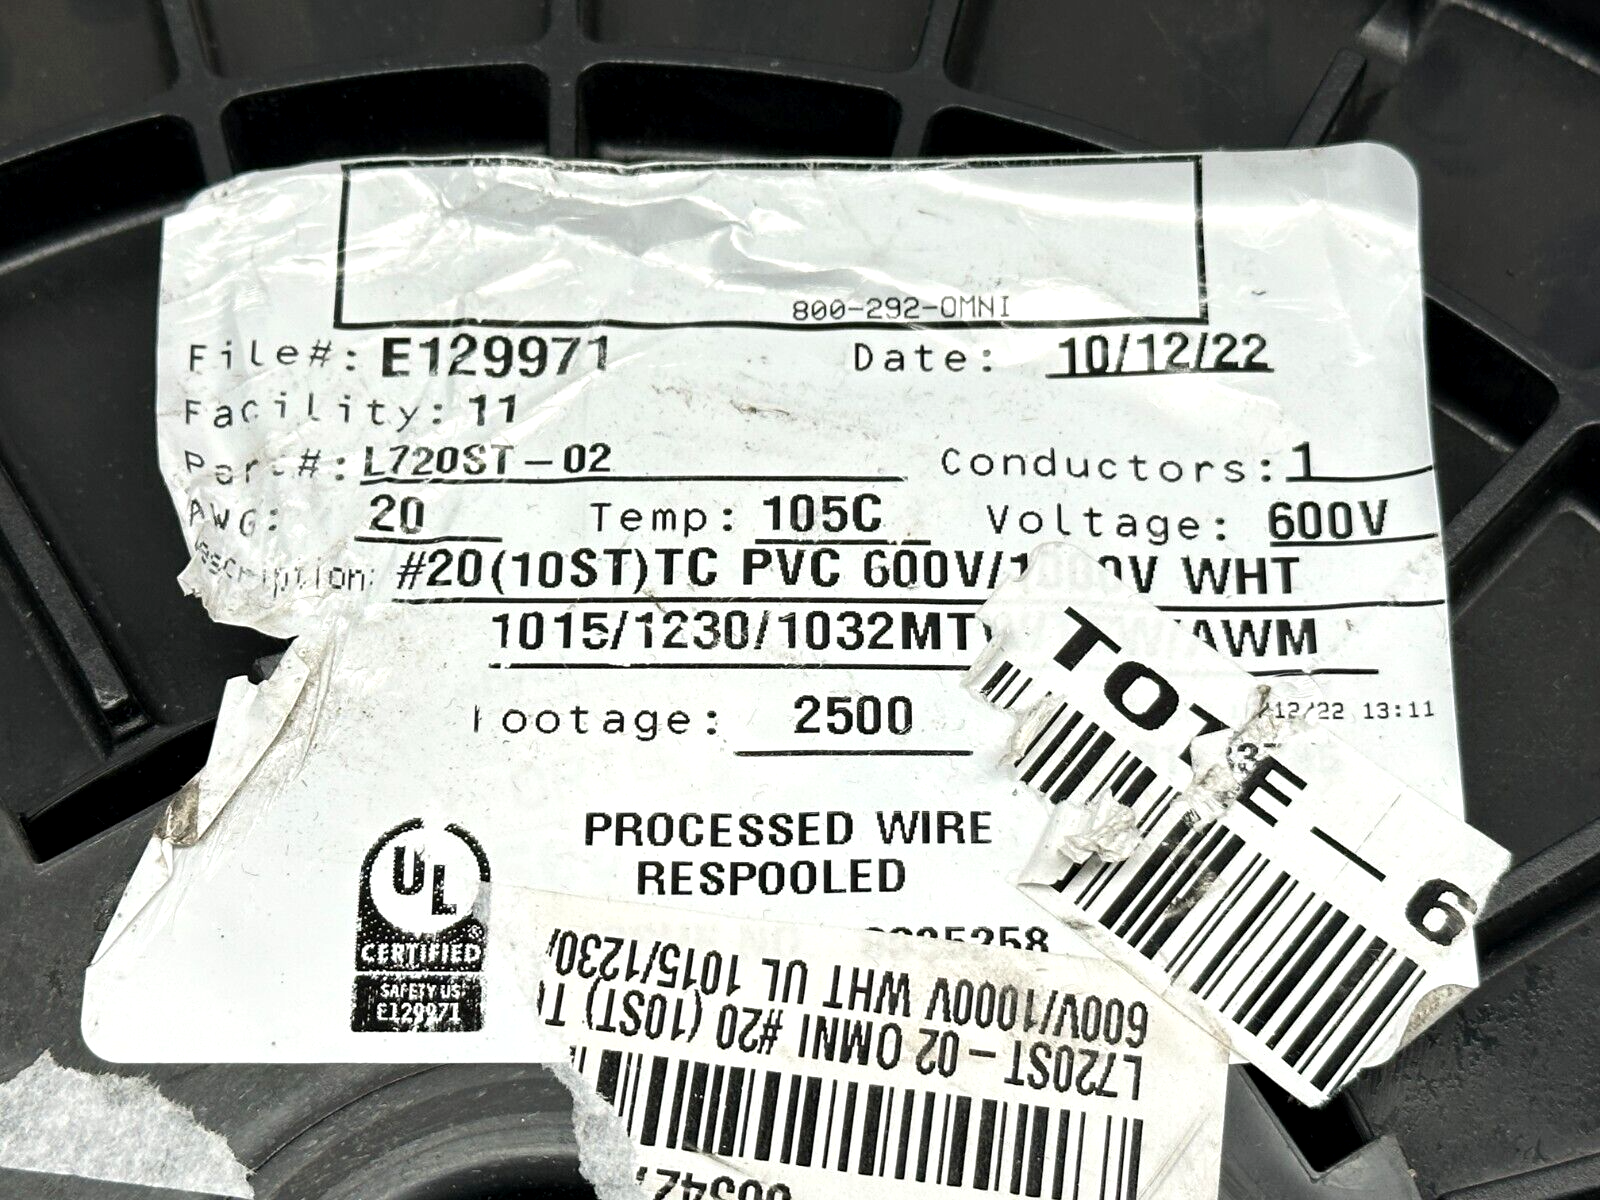 800-292-OMNI
File#: E129971 Date: 10/12/22
Facility: 11
Part#: L720ST-02 Conductors: 1
AWG: 20 Temp: 105C Voltage: 600V
Description: #20(10ST)TC PVC 600V/1000V WHT
1015/1230/1032MT AWM
/12/22 13:11
Footage: 2500
TOTE-6
PROCESSED WIRE
RESPOOLED
UL
®
CERTIFIED
SAFETY US
E129971
L720ST-02 OMNI #20 (10ST) T
600V/1000V WHT UL 1015/1230/